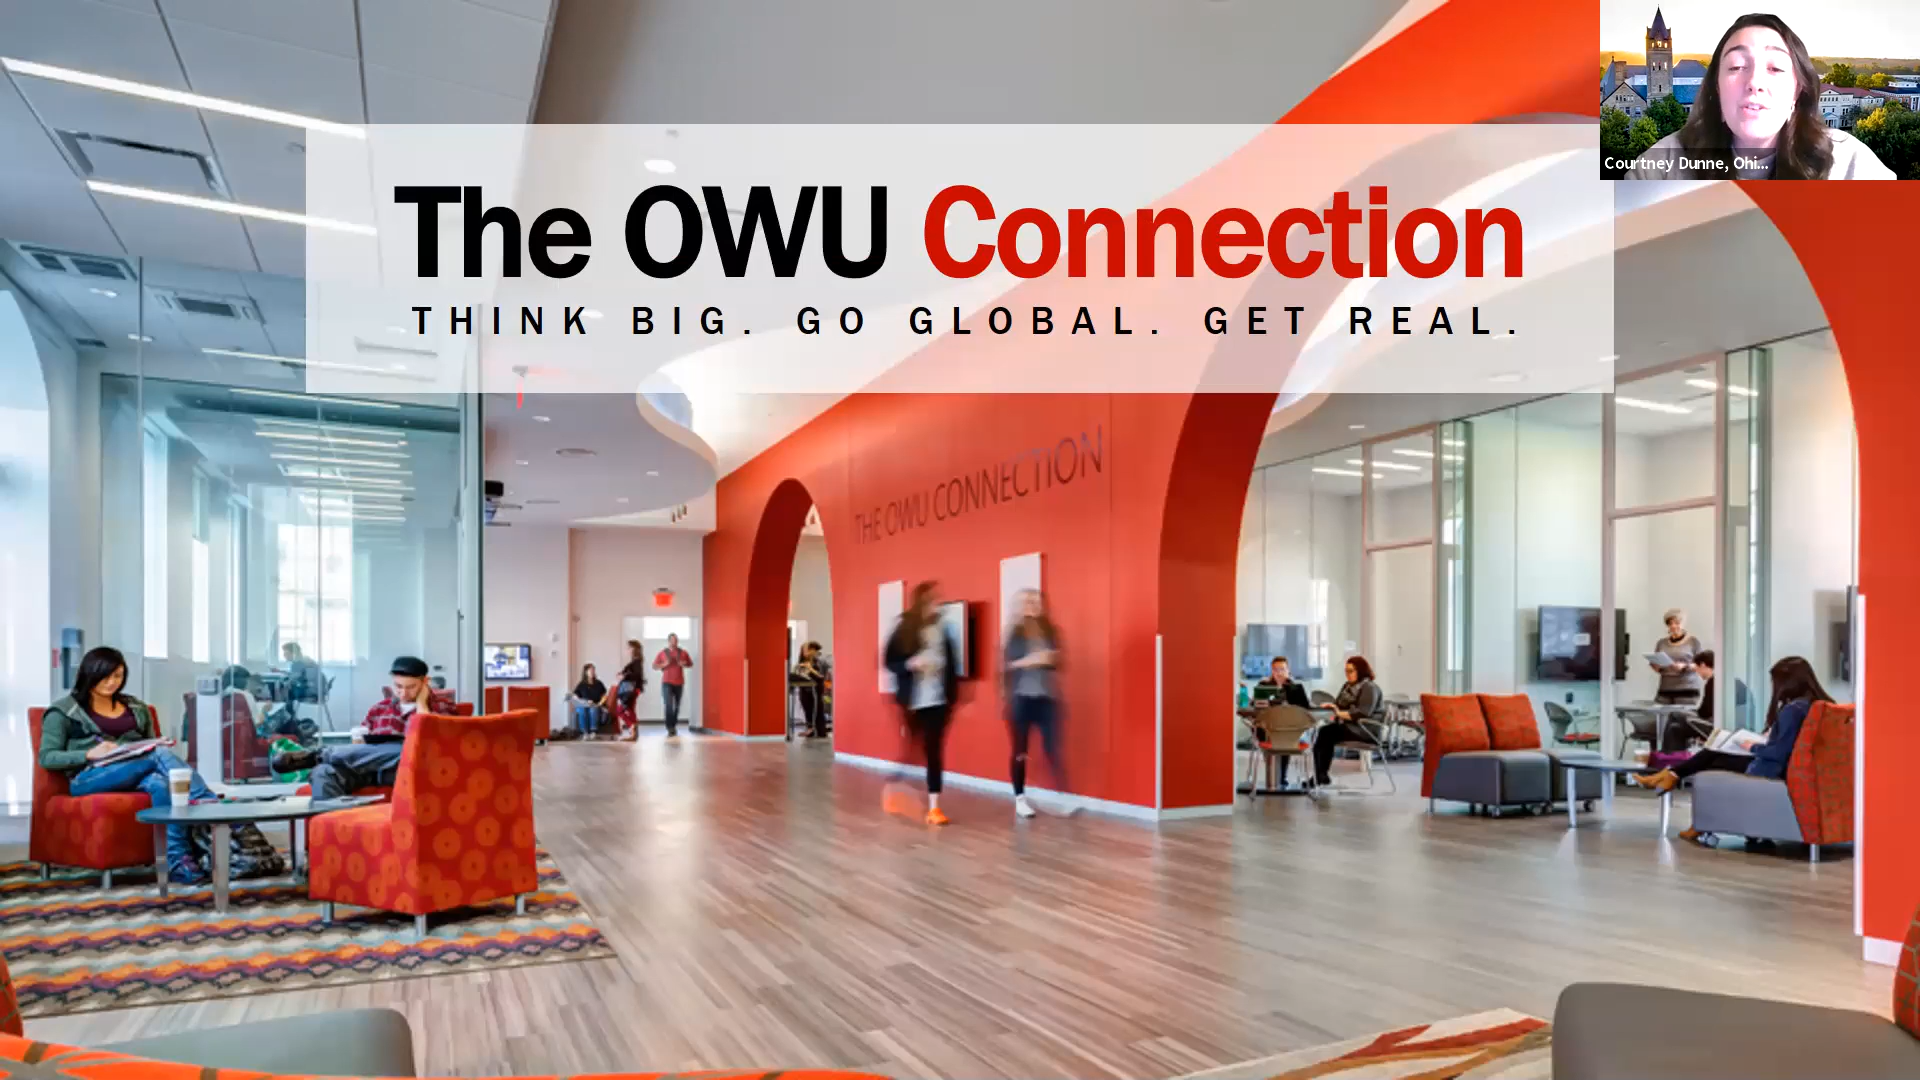 The OWU Connection
THINK BIG. GO GLOBAL. GET REAL.
Courtney Dunne, Ohi...
THE OWU CONNECTION